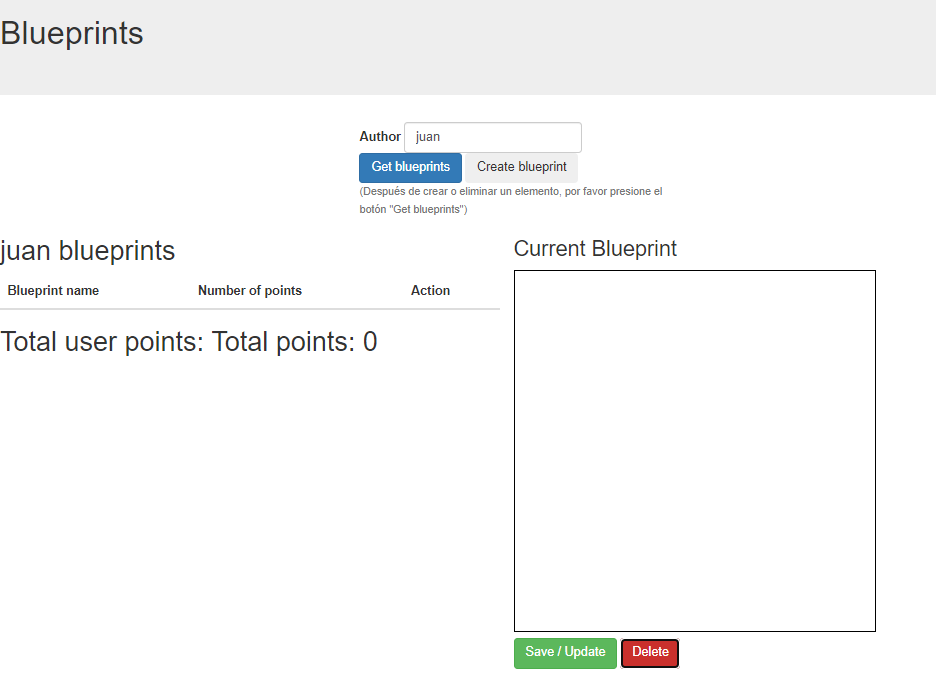 Blueprints
Author juan
Get blueprints Create blueprint
(Después de crear o eliminar un elemento, por favor presione el
botón "Get blueprints")
juan blueprints
Blueprint name Number of points Action
Total user points: Total points: 0
Current Blueprint
Save / Update Delete